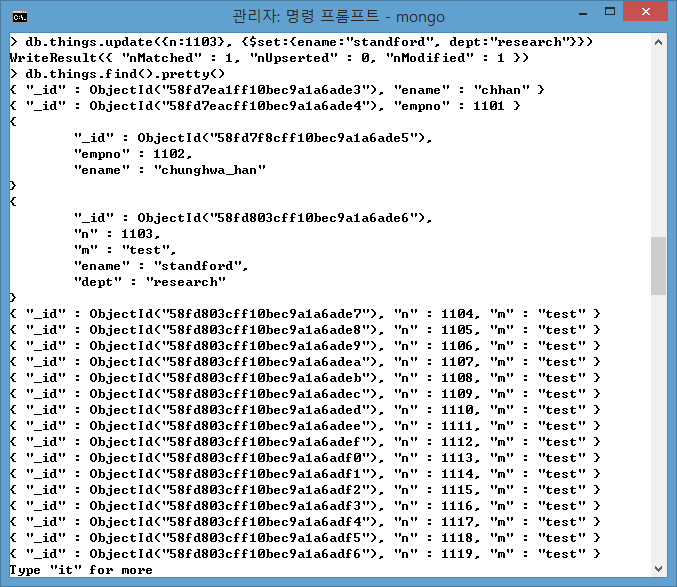 관리자: 명령 프롬프트 - mongo
> db.things.update({n:1103}, {$set:{ename:"standford", dept:"research"}})
WriteResult({ "nMatched" : 1, "nUpserted" : 0, "nModified" : 1 })
> db.things.find().pretty()
{ "_id" : ObjectId("58fd7ea1ff10bec9a1a6ade3"), "ename" : "chhan" }
{ "_id" : ObjectId("58fd7eacff10bec9a1a6ade4"), "empno" : 1101 }
{
        "_id" : ObjectId("58fd7f8cff10bec9a1a6ade5"),
        "empno" : 1102,
        "ename" : "chunghwa_han"
}
{
        "_id" : ObjectId("58fd803cff10bec9a1a6ade6"),
        "n" : 1103,
        "m" : "test",
        "ename" : "standford",
        "dept" : "research"
}
{ "_id" : ObjectId("58fd803cff10bec9a1a6ade7"), "n" : 1104, "m" : "test" }
{ "_id" : ObjectId("58fd803cff10bec9a1a6ade8"), "n" : 1105, "m" : "test" }
{ "_id" : ObjectId("58fd803cff10bec9a1a6ade9"), "n" : 1106, "m" : "test" }
{ "_id" : ObjectId("58fd803cff10bec9a1a6adea"), "n" : 1107, "m" : "test" }
{ "_id" : ObjectId("58fd803cff10bec9a1a6adeb"), "n" : 1108, "m" : "test" }
{ "_id" : ObjectId("58fd803cff10bec9a1a6adec"), "n" : 1109, "m" : "test" }
{ "_id" : ObjectId("58fd803cff10bec9a1a6aded"), "n" : 1110, "m" : "test" }
{ "_id" : ObjectId("58fd803cff10bec9a1a6adee"), "n" : 1111, "m" : "test" }
{ "_id" : ObjectId("58fd803cff10bec9a1a6adef"), "n" : 1112, "m" : "test" }
{ "_id" : ObjectId("58fd803cff10bec9a1a6adf0"), "n" : 1113, "m" : "test" }
{ "_id" : ObjectId("58fd803cff10bec9a1a6adf1"), "n" : 1114, "m" : "test" }
{ "_id" : ObjectId("58fd803cff10bec9a1a6adf2"), "n" : 1115, "m" : "test" }
{ "_id" : ObjectId("58fd803cff10bec9a1a6adf3"), "n" : 1116, "m" : "test" }
{ "_id" : ObjectId("58fd803cff10bec9a1a6adf4"), "n" : 1117, "m" : "test" }
{ "_id" : ObjectId("58fd803cff10bec9a1a6adf5"), "n" : 1118, "m" : "test" }
{ "_id" : ObjectId("58fd803cff10bec9a1a6adf6"), "n" : 1119, "m" : "test" }
Type "it" for more